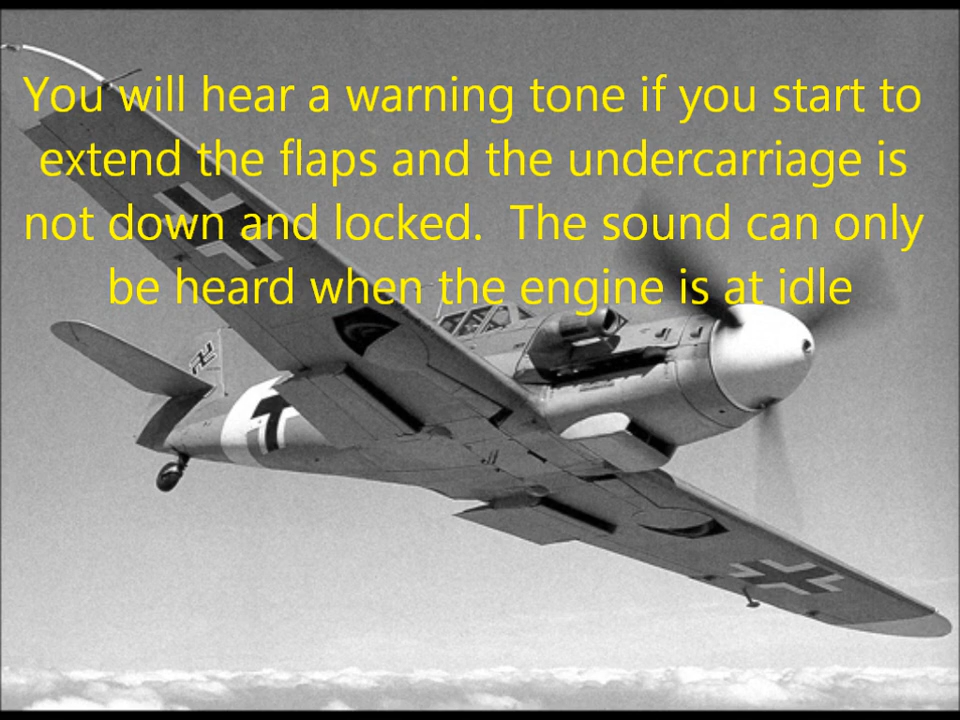 You will hear a warning tone if you start to
extend the flaps and the undercarriage is
not down and locked.  The sound can only
be heard when the engine is at idle